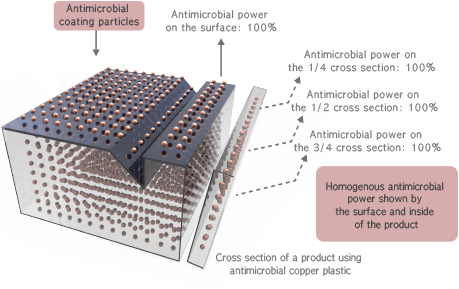 Antimicrobial
coating particles
Antimicrobial power
on the surface: 100%
Antimicrobial power on
the 1/4 cross section: 100%
Antimicrobial power on
the 1/2 cross section: 100%
Antimicrobial power on
the 3/4 cross section: 100%
Homogenous antimicrobial
power shown by
the surface and inside
of the product
Cross section of a product using
antimicrobial copper plastic